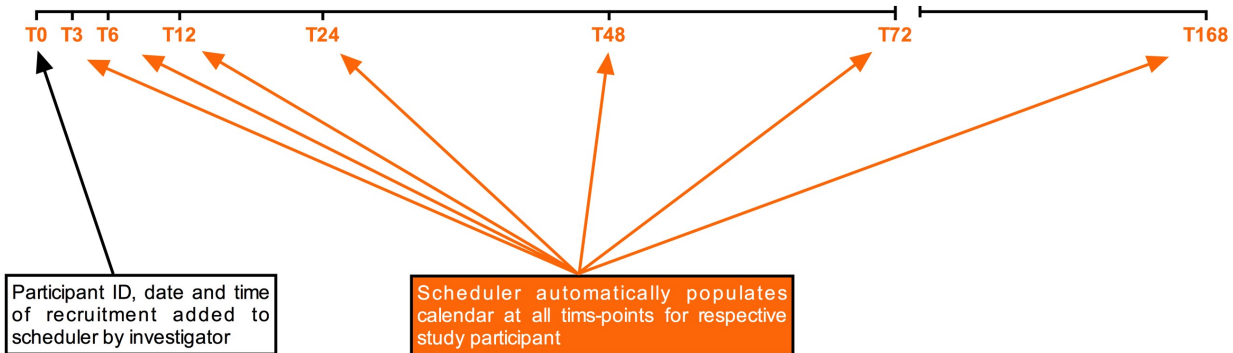 T0 T3 T6 T12 T24 T48 T72 T168
Participant ID, date and time
of recruitment added to
scheduler by investigator
Scheduler automatically populates
calendar at all tims-points for respective
study participant